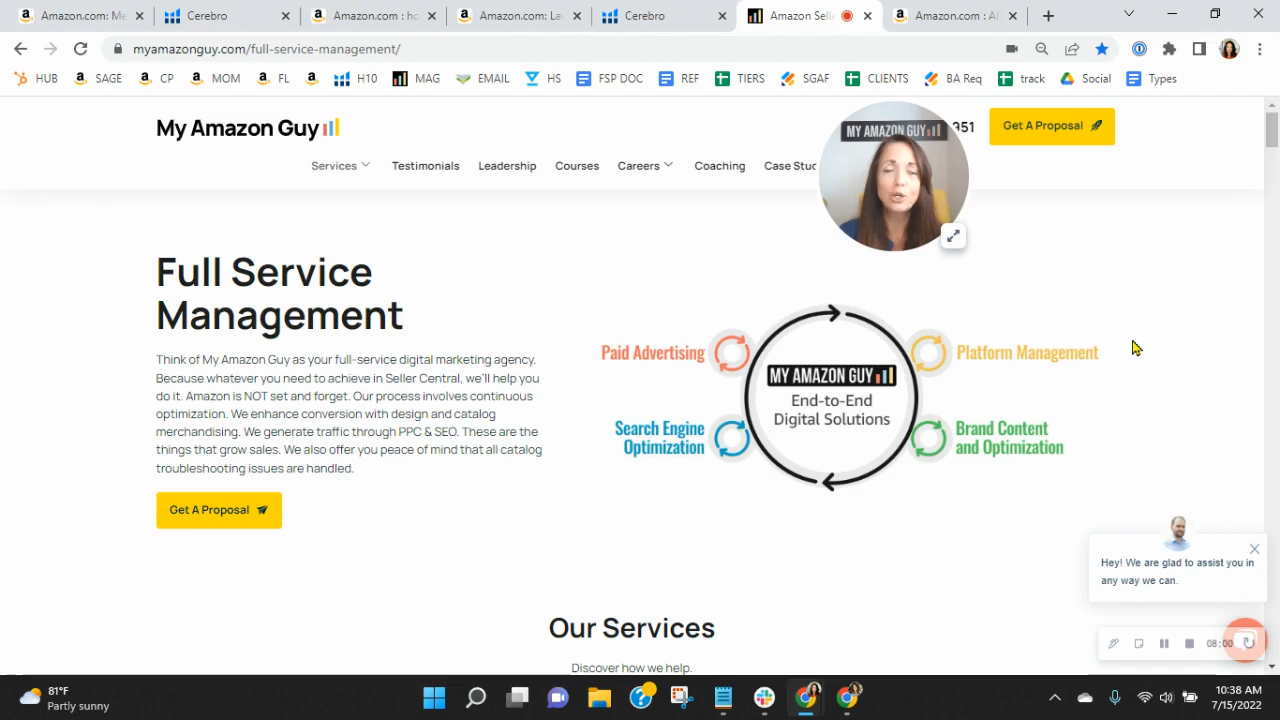 Amazon.com: Me
Cerebro
Amazon.com : ho
Amazon.com: La
Cerebro
Amazon Sell
Amazon.com : Al
myamazonguy.com/full-service-management/
HUB SAGE CP MOM FL H10 MAG EMAIL HS FSP DOC REF TIERS SGAF CLIENTS BA Req track Social Types
My Amazon Guy
MY AMAZON GUY
351
Get A Proposal
Services Testimonials Leadership Courses Careers Coaching Case Stud
Full Service
Management
Think of My Amazon Guy as your full-service digital marketing agency.
Because whatever you need to achieve in Seller Central, we'll help you
do it. Amazon is NOT set and forget. Our process involves continuous
optimization. We enhance conversion with design and catalog
merchandising. We generate traffic through PPC & SEO. These are the
things that grow sales. We also offer you peace of mind that all catalog
troubleshooting issues are handled.
Get A Proposal
Paid Advertising
Platform Management
MY AMAZON GUY
End-to-End
Digital Solutions
Search Engine
Optimization
Brand Content
and Optimization
Hey! We are glad to assist you in
any way we can.
08:00
Our Services
Discover how we help.
81°F
Partly sunny
10:38 AM
7/15/2022